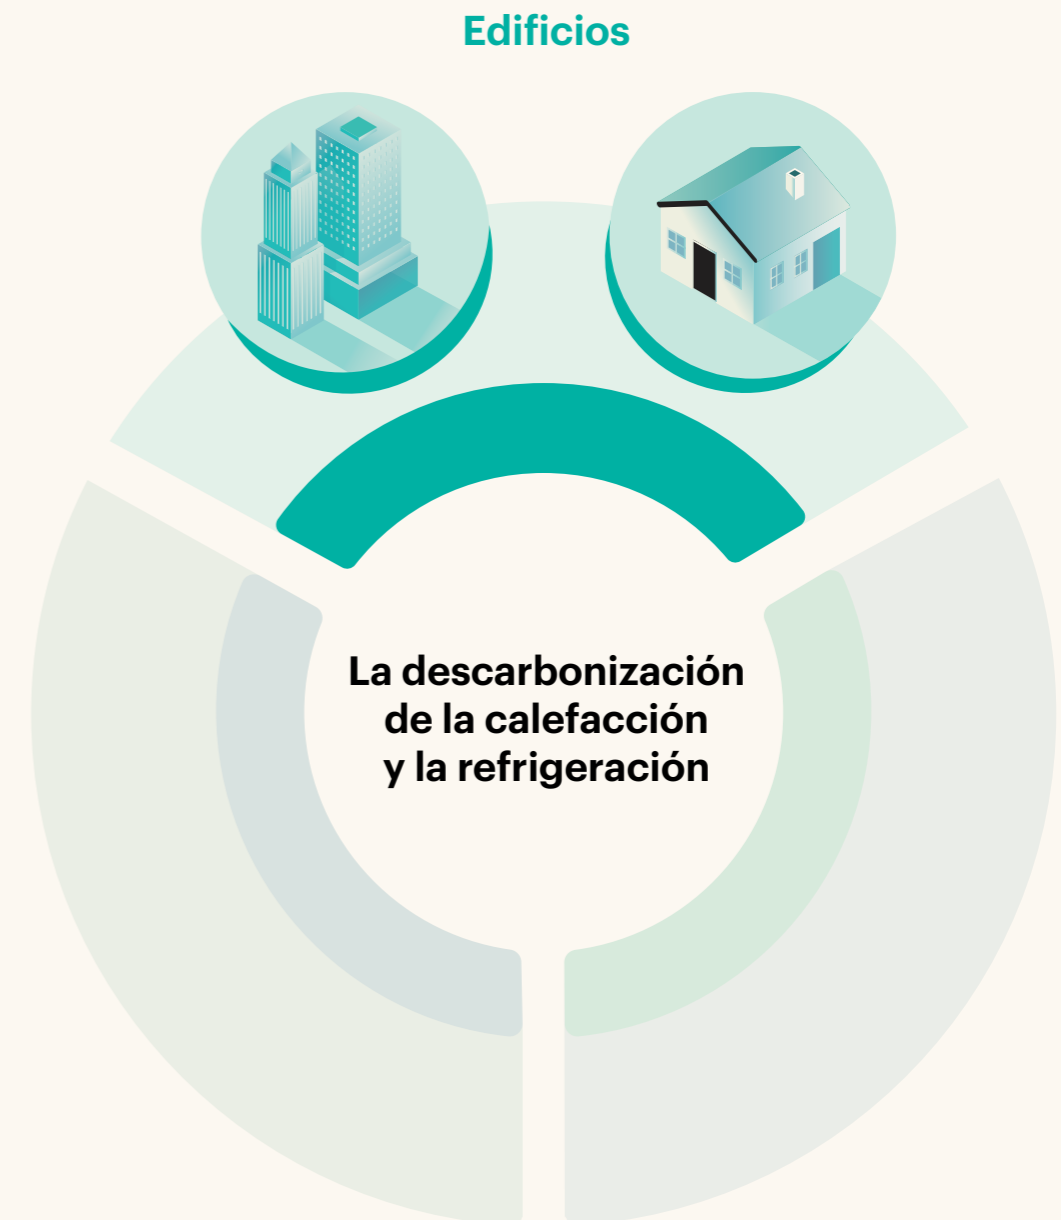 Edificios
La descarbonización
de la calefacción
y la refrigeración